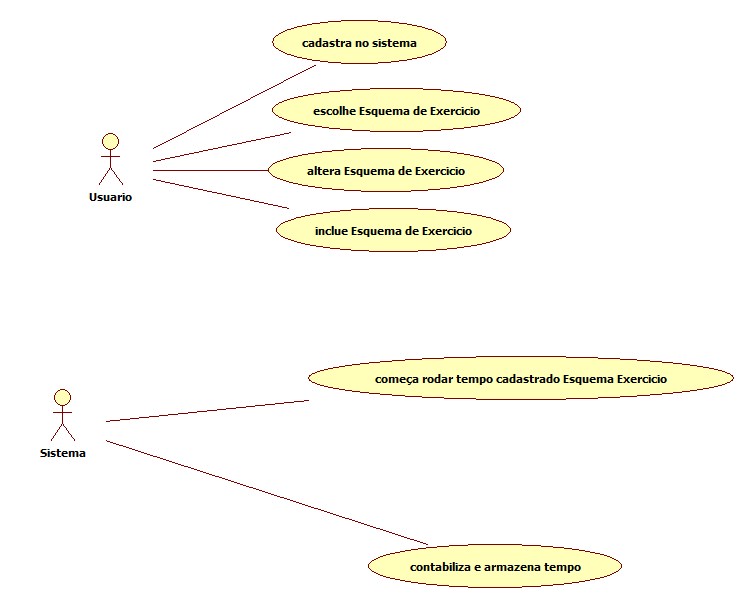 cadastra no sistema
escolhe Esquema de Exercicio
altera Esquema de Exercicio
Usuario
inclue Esquema de Exercicio
começa rodar tempo cadastrado Esquema Exercicio
Sistema
contabiliza e armazena tempo